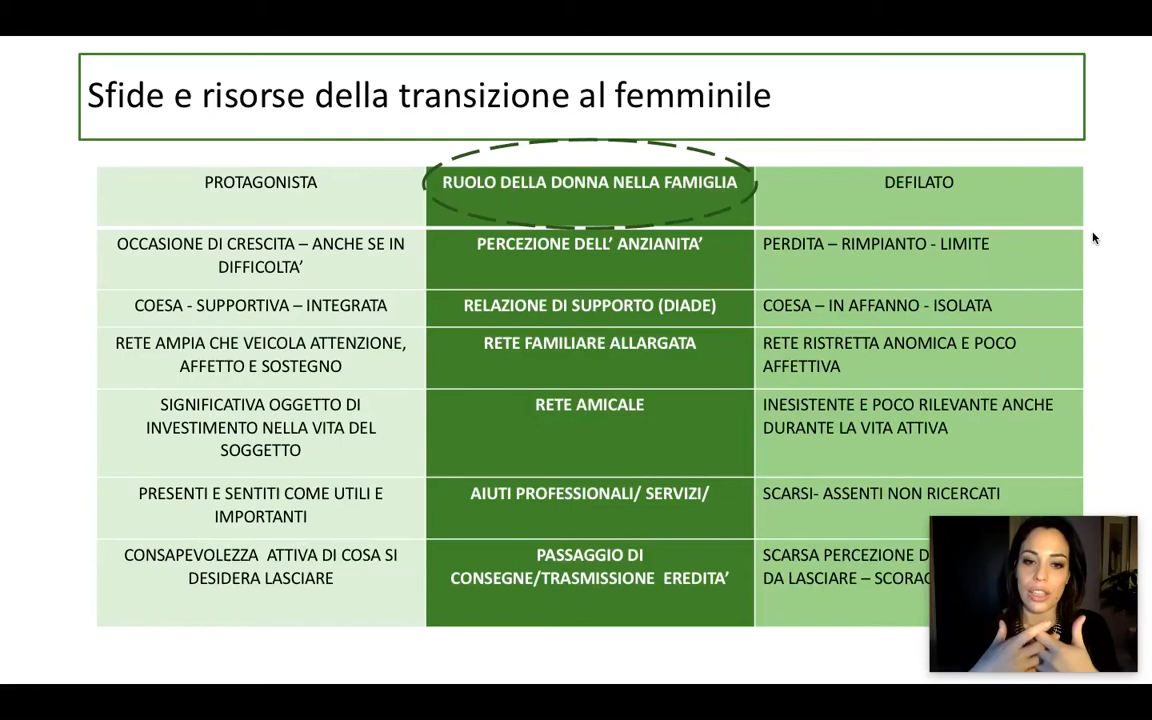 Sfide e risorse della transizione al femminile
PROTAGONISTA
RUOLO DELLA DONNA NELLA FAMIGLIA
DEFILATO
OCCASIONE DI CRESCITA – ANCHE SE IN
DIFFICOLTA’
PERCEZIONE DELL’ ANZIANITA’
PERDITA – RIMPIANTO - LIMITE
COESA - SUPPORTIVA – INTEGRATA
RELAZIONE DI SUPPORTO (DIADE)
COESA – IN AFFANNO - ISOLATA
RETE AMPIA CHE VEICOLA ATTENZIONE,
AFFETTO E SOSTEGNO
RETE FAMILIARE ALLARGATA
RETE RISTRETTA ANOMICA E POCO
AFFETTIVA
SIGNIFICATIVA OGGETTO DI
INVESTIMENTO NELLA VITA DEL
SOGGETTO
RETE AMICALE
INESISTENTE E POCO RILEVANTE ANCHE
DURANTE LA VITA ATTIVA
PRESENTI E SENTITI COME UTILI E
IMPORTANTI
AIUTI PROFESSIONALI/ SERVIZI/
SCARSI- ASSENTI NON RICERCATI
CONSAPEVOLEZZA  ATTIVA DI COSA SI
DESIDERA LASCIARE
PASSAGGIO DI
CONSEGNE/TRASMISSIONE  EREDITA’
SCARSA PERCEZIONE
DA LASCIARE –